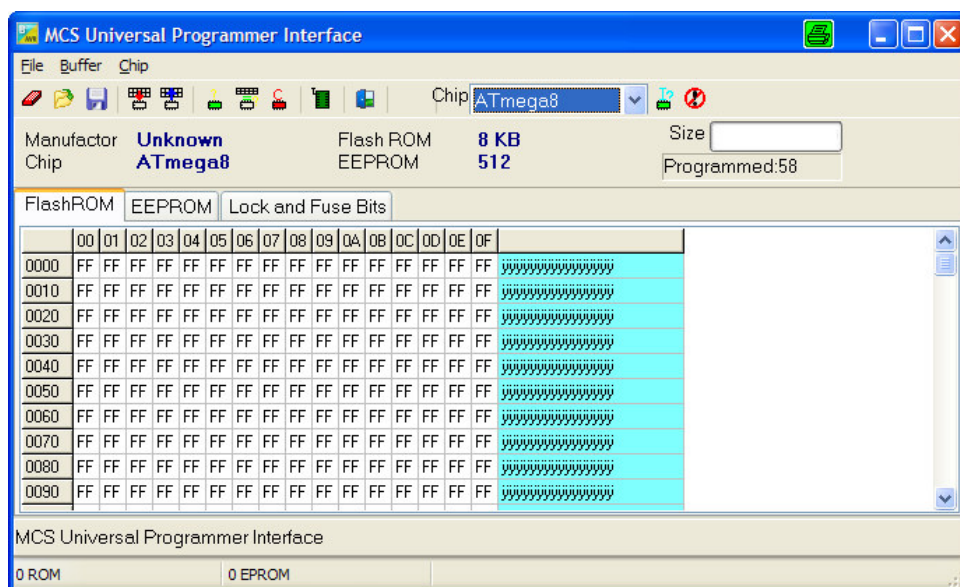 MCS Universal Programmer Interface
File Buffer Chip
Chip ATmega8
Manufactor Unknown Flash ROM 8 KB Size
Chip ATmega8 EEPROM 512 Programmed:58
FlashROM EEPROM Lock and Fuse Bits
00 01 02 03 04 05 06 07 08 09 0A 0B 0C 0D 0E 0F
0000 FF FF FF FF FF FF FF FF FF FF FF FF FF FF FF FF ÿÿÿÿÿÿÿÿÿÿÿÿÿÿÿÿ
0010 FF FF FF FF FF FF FF FF FF FF FF FF FF FF FF FF ÿÿÿÿÿÿÿÿÿÿÿÿÿÿÿÿ
0020 FF FF FF FF FF FF FF FF FF FF FF FF FF FF FF FF ÿÿÿÿÿÿÿÿÿÿÿÿÿÿÿÿ
0030 FF FF FF FF FF FF FF FF FF FF FF FF FF FF FF FF ÿÿÿÿÿÿÿÿÿÿÿÿÿÿÿÿ
0040 FF FF FF FF FF FF FF FF FF FF FF FF FF FF FF FF ÿÿÿÿÿÿÿÿÿÿÿÿÿÿÿÿ
0050 FF FF FF FF FF FF FF FF FF FF FF FF FF FF FF FF ÿÿÿÿÿÿÿÿÿÿÿÿÿÿÿÿ
0060 FF FF FF FF FF FF FF FF FF FF FF FF FF FF FF FF ÿÿÿÿÿÿÿÿÿÿÿÿÿÿÿÿ
0070 FF FF FF FF FF FF FF FF FF FF FF FF FF FF FF FF ÿÿÿÿÿÿÿÿÿÿÿÿÿÿÿÿ
0080 FF FF FF FF FF FF FF FF FF FF FF FF FF FF FF FF ÿÿÿÿÿÿÿÿÿÿÿÿÿÿÿÿ
0090 FF FF FF FF FF FF FF FF FF FF FF FF FF FF FF FF ÿÿÿÿÿÿÿÿÿÿÿÿÿÿÿÿ
MCS Universal Programmer Interface
0 ROM 0 EPROM